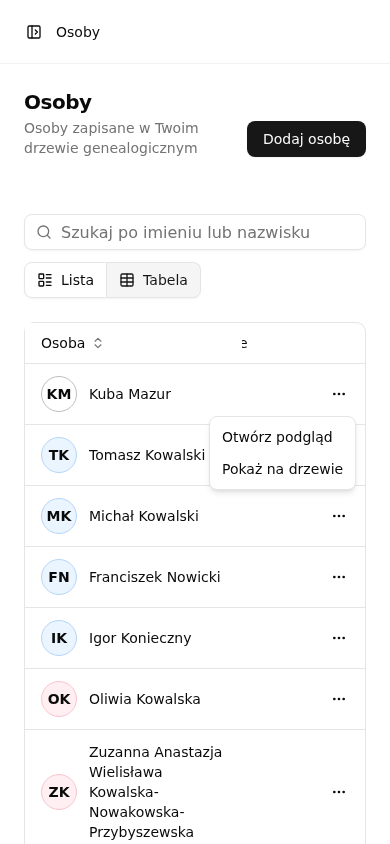 Osoby
Osoby
Osoby zapisane w Twoim
drzewie genealogicznym
Dodaj osobę
Szukaj po imieniu lub nazwisku
Lista
Tabela
Osoba
e
KM Kuba Mazur
TK Tomasz Kowalski
Otwórz podgląd
Pokaż na drzewie
MK Michał Kowalski
FN Franciszek Nowicki
IK Igor Konieczny
OK Oliwia Kowalska
ZK Zuzanna Anastazja
Wielisława
Kowalska-
Nowakowska-
Przybyszewska